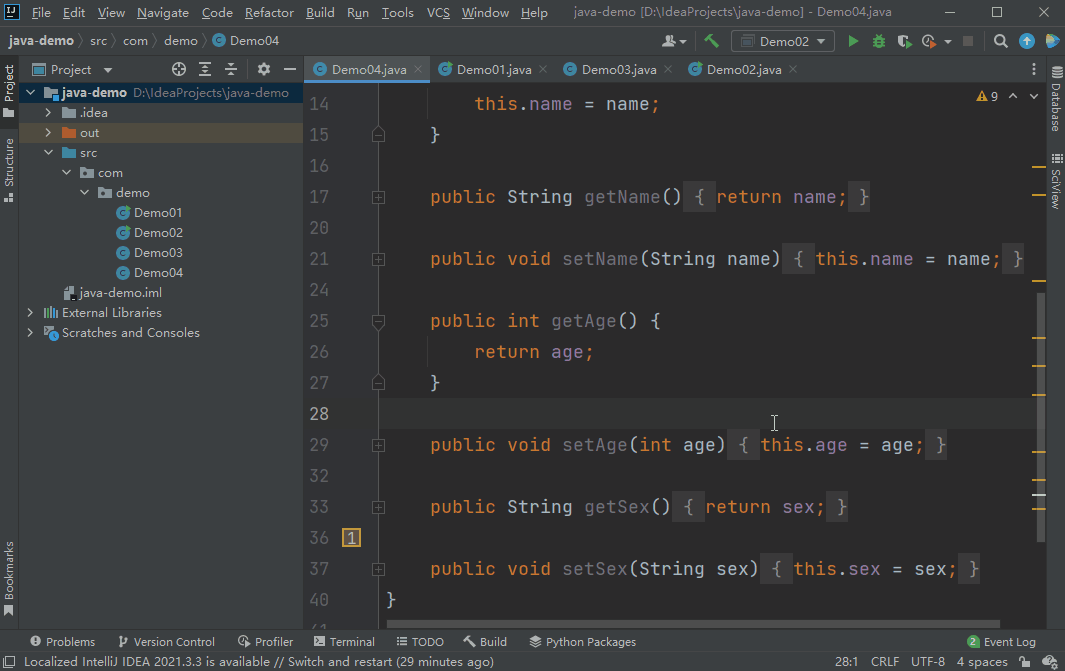 File Edit View Navigate Code Refactor Build Run Tools VCS Window Help java-demo [D:\IdeaProjects\java-demo] - Demo04.java
java-demo src com demo Demo04
Demo02
Project
Demo04.java Demo01.java Demo03.java Demo02.java
Project
Structure
Bookmarks
java-demo D:\IdeaProjects\java-demo
.idea
out
src
com
demo
Demo01
Demo02
Demo03
Demo04
java-demo.iml
External Libraries
Scratches and Consoles
9
14 this.name = name;
15 }
16
17 public String getName() { return name; }
20
21 public void setName(String name) { this.name = name; }
24
25 public int getAge() {
26 return age;
27 }
28
29 public void setAge(int age) { this.age = age; }
32
33 public String getSex() { return sex; }
36 1
37 public void setSex(String sex) { this.sex = sex; }
40 }
41
Database
SciView
Problems Version Control Profiler Terminal TODO Build Python Packages 2 Event Log
Localized IntelliJ IDEA 2021.3.3 is available // Switch and restart (29 minutes ago) 28:1 CRLF UTF-8 4 spaces